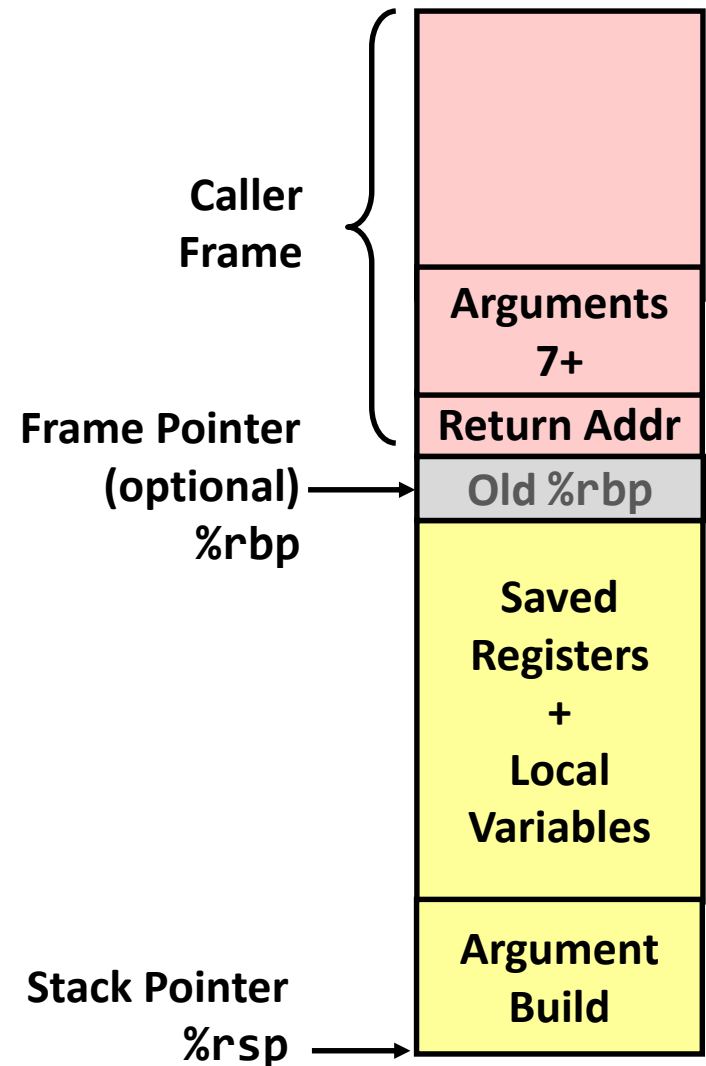 Caller
Frame
Arguments
7+
Return Addr
Frame Pointer
(optional)
%rbp
Old %rbp
Saved
Registers
+
Local
Variables
Argument
Build
Stack Pointer
%rsp